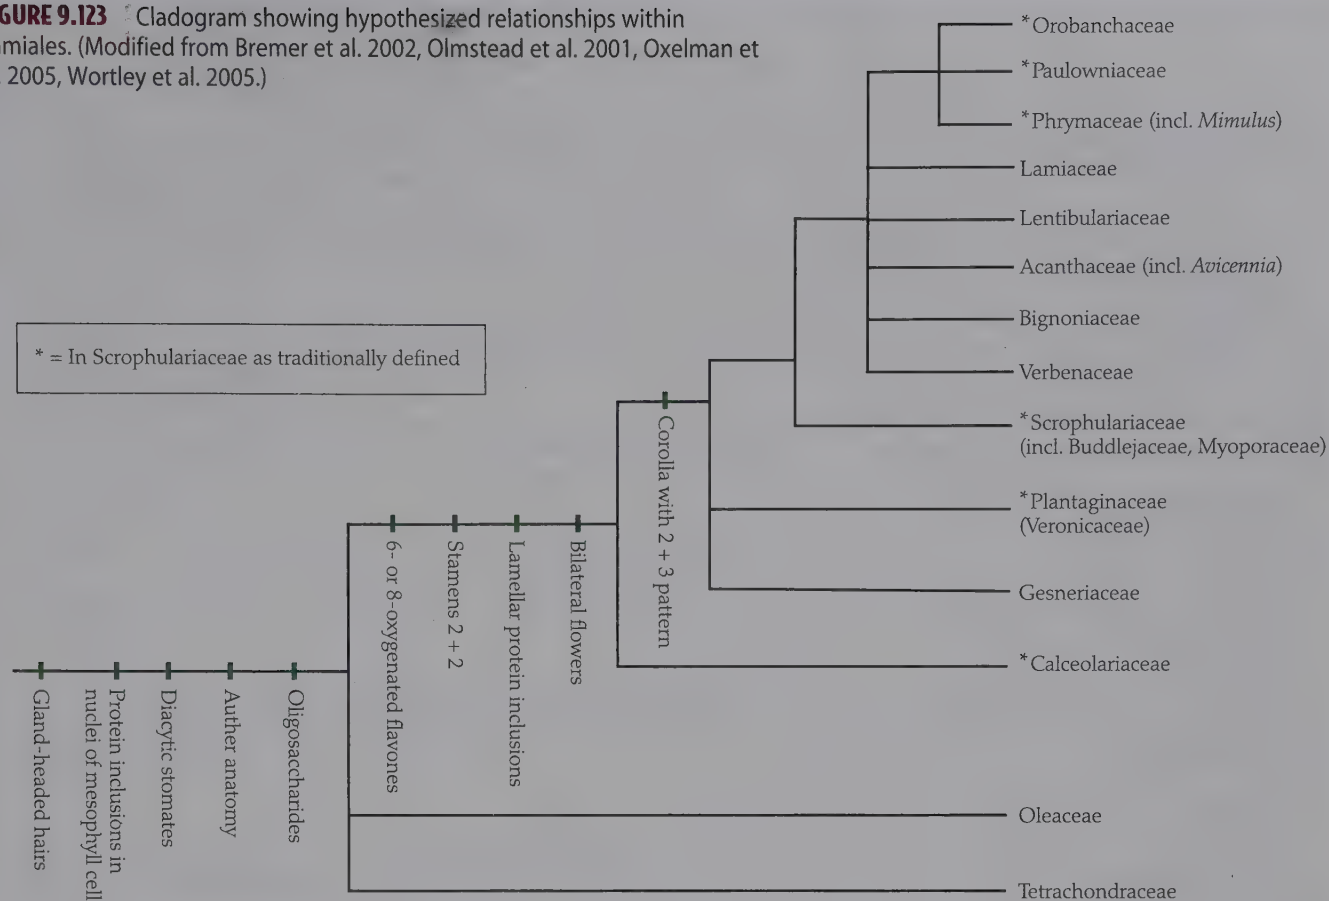 GURE 9.123 Cladogram showing hypothesized relationships within
miales. (Modified from Bremer et al. 2002, Olmstead et al. 2001, Oxelman et
. 2005, Wortley et al. 2005.)
* = In Scrophulariaceae as traditionally defined
*Orobanchaceae
*Paulowniaceae
*Phrymaceae (incl. Mimulus)
Lamiaceae
Lentibulariaceae
Acanthaceae (incl. Avicennia)
Bignoniaceae
Verbenaceae
*Scrophulariaceae
(incl. Buddlejaceae, Myoporaceae)
*Plantaginaceae
(Veronicaceae)
Gesneriaceae
*Calceolariaceae
Oleaceae
Tetrachondraceae
Corolla with 2 + 3 pattern
6- or 8-oxygenated flavones
Stamens 2 + 2
Lamellar protein inclusions
Bilateral flowers
Gland-headed hairs
Protein inclusions in
nuclei of mesophyll cell
Diacytic stomates
Auther anatomy
Oligosaccharides